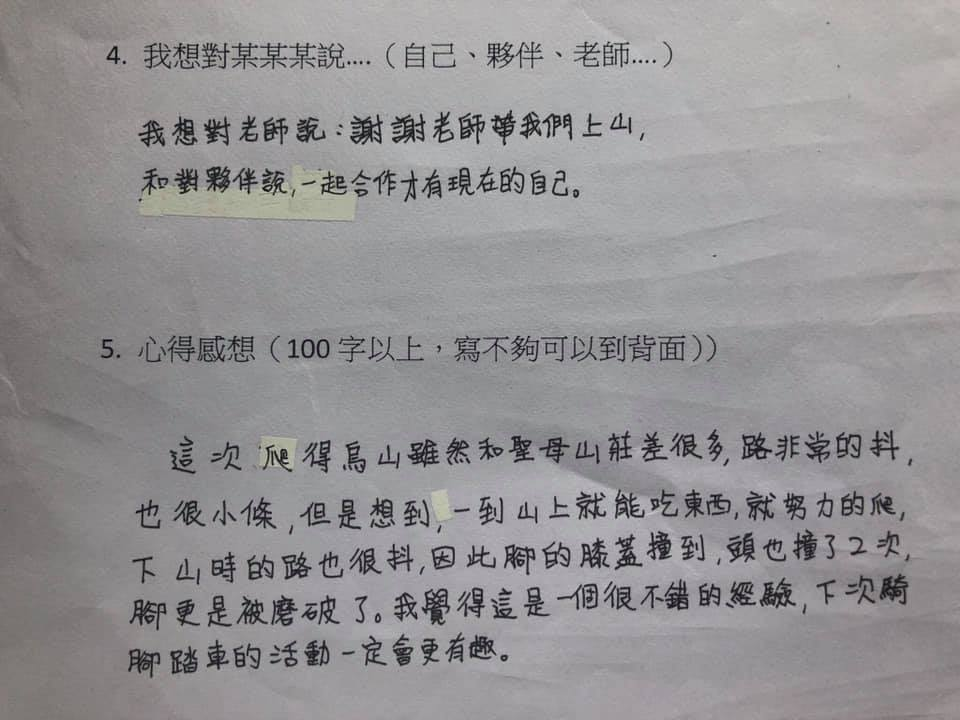 4. 我想對某某某說....（自己、夥伴、老師....）
我想對老師說：謝謝老師帶我們上山,
和對夥伴說,一起合作才有現在的自己。
5. 心得感想（100 字以上，寫不夠可以到背面））
這次爬得烏山雖然和聖母山莊差很多,路非常的抖,
也很小條,但是想到,一到山上就能吃東西,就努力的爬,
下山時的路也很抖,因此腳的膝蓋撞到,頭也撞了2次,
腳更是被磨破了。我覺得這是一個很不錯的經驗,下次騎
腳踏車的活動一定會更有趣。